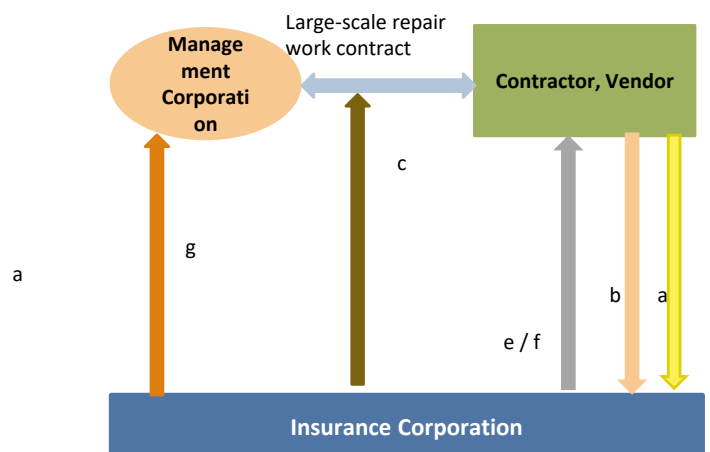 Large-scale repair
work contract
Manage
ment
Corporati
on
Contractor, Vendor
c
g
a
b
a
e / f
Insurance Corporation